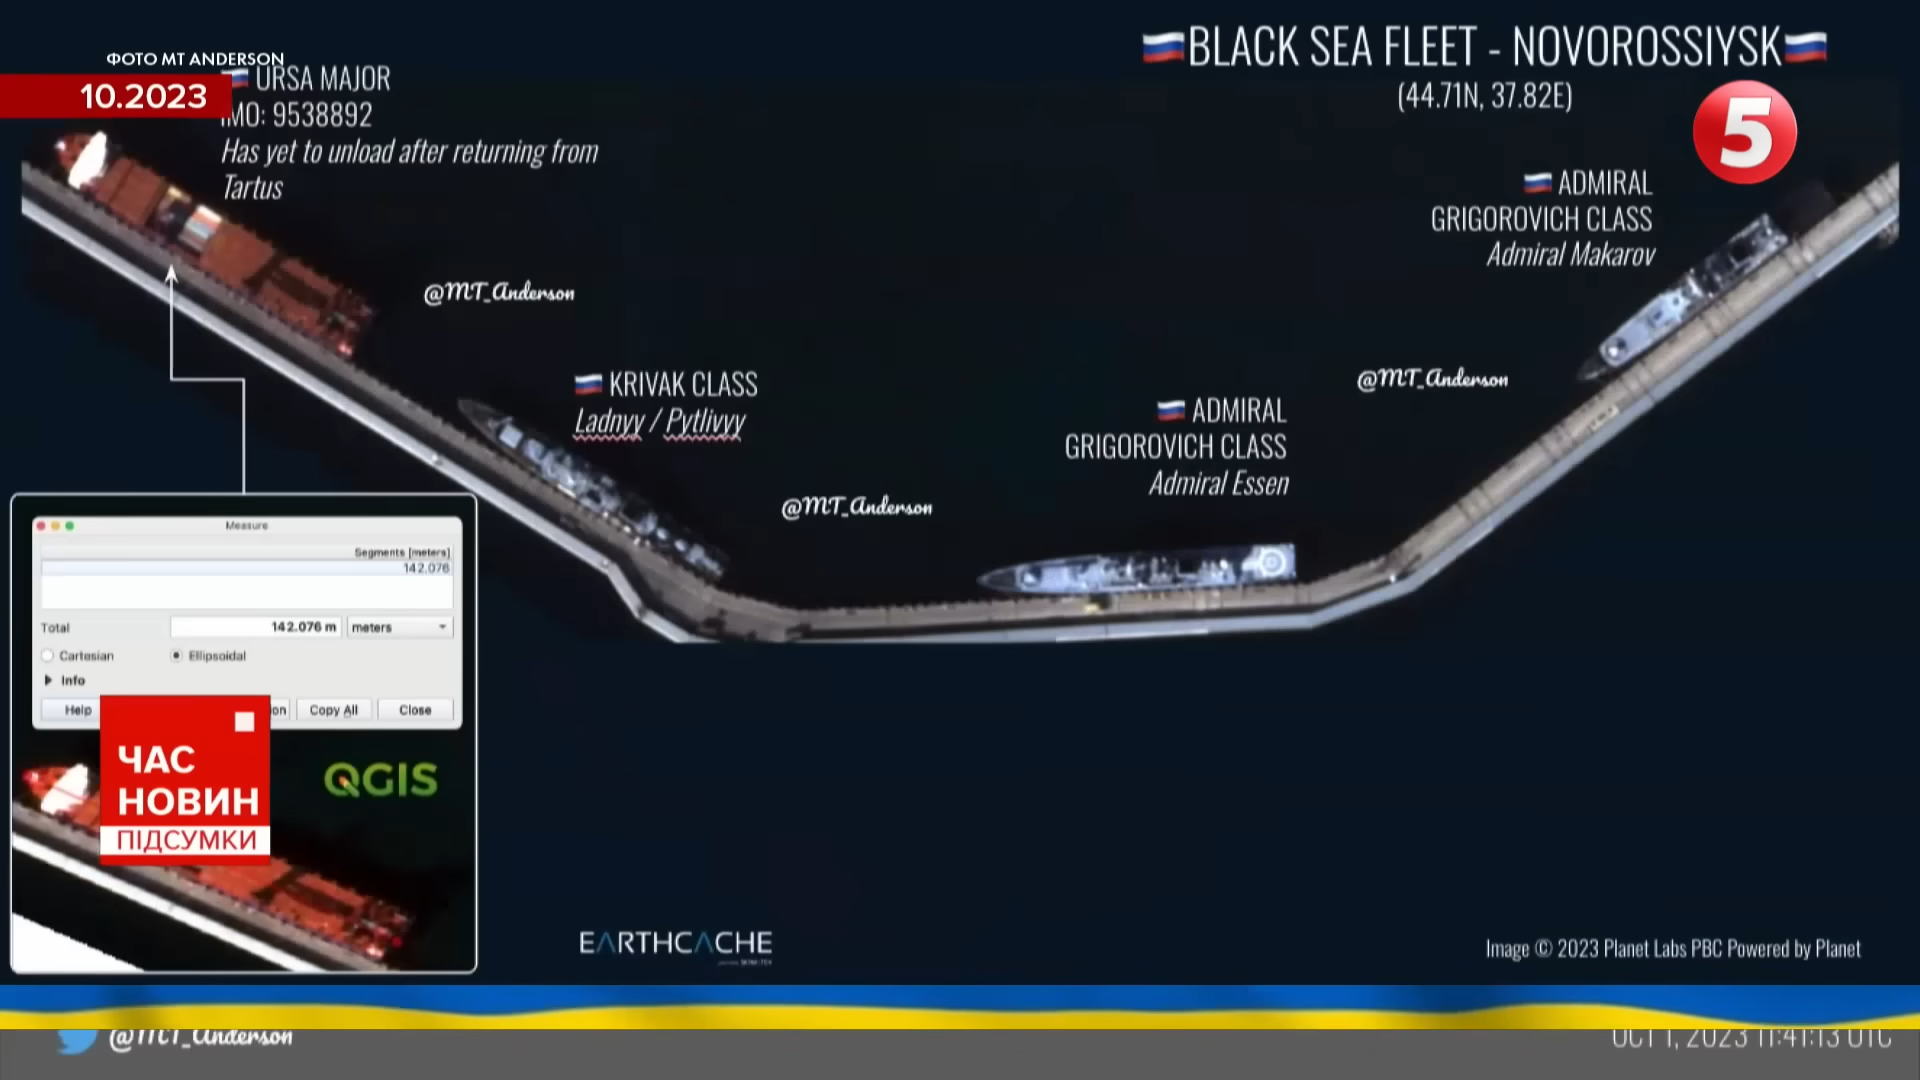 ФОТО MT ANDERSON
10.2023
URSA MAJOR
IMO: 9538892
Has yet to unload after returning from
Tartus
BLACK SEA FLEET - NOVOROSSIYSK
(44.71N, 37.82E)
5
ADMIRAL
GRIGOROVICH CLASS
Admiral Makarov
@MT_Anderson
@MT_Anderson
KRIVAK CLASS
Ladnyy / Pytlivyy
ADMIRAL
GRIGOROVICH CLASS
Admiral Essen
@MT_Anderson
Measure
Segments [meters]
142.076
Total
142.076 m
meters
Cartesian
Ellipsoidal
Info
Help
on
Copy All
Close
QGIS
ЧАС
НОВИН
ПІДСУМКИ
EARTHCACHE
Image © 2023 Planet Labs PBC Powered by Planet
@MT_Anderson
OCT 1, 2023 11:41:13 UTC